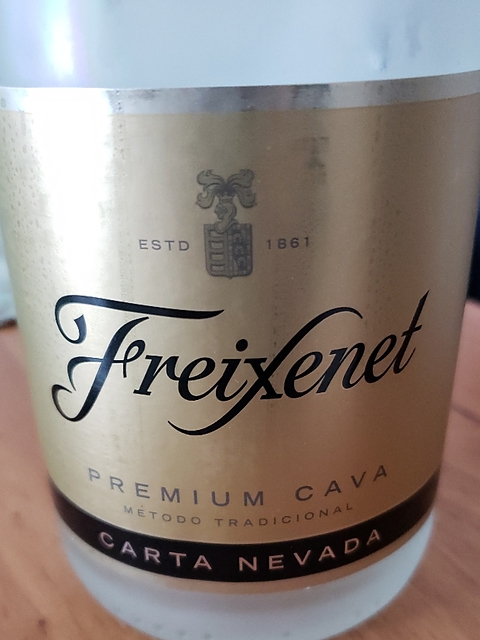 ESTD 1861
Freixenet
PREMIUM CAVA
MÉTODO TRADICIONAL
CARTA NEVADA